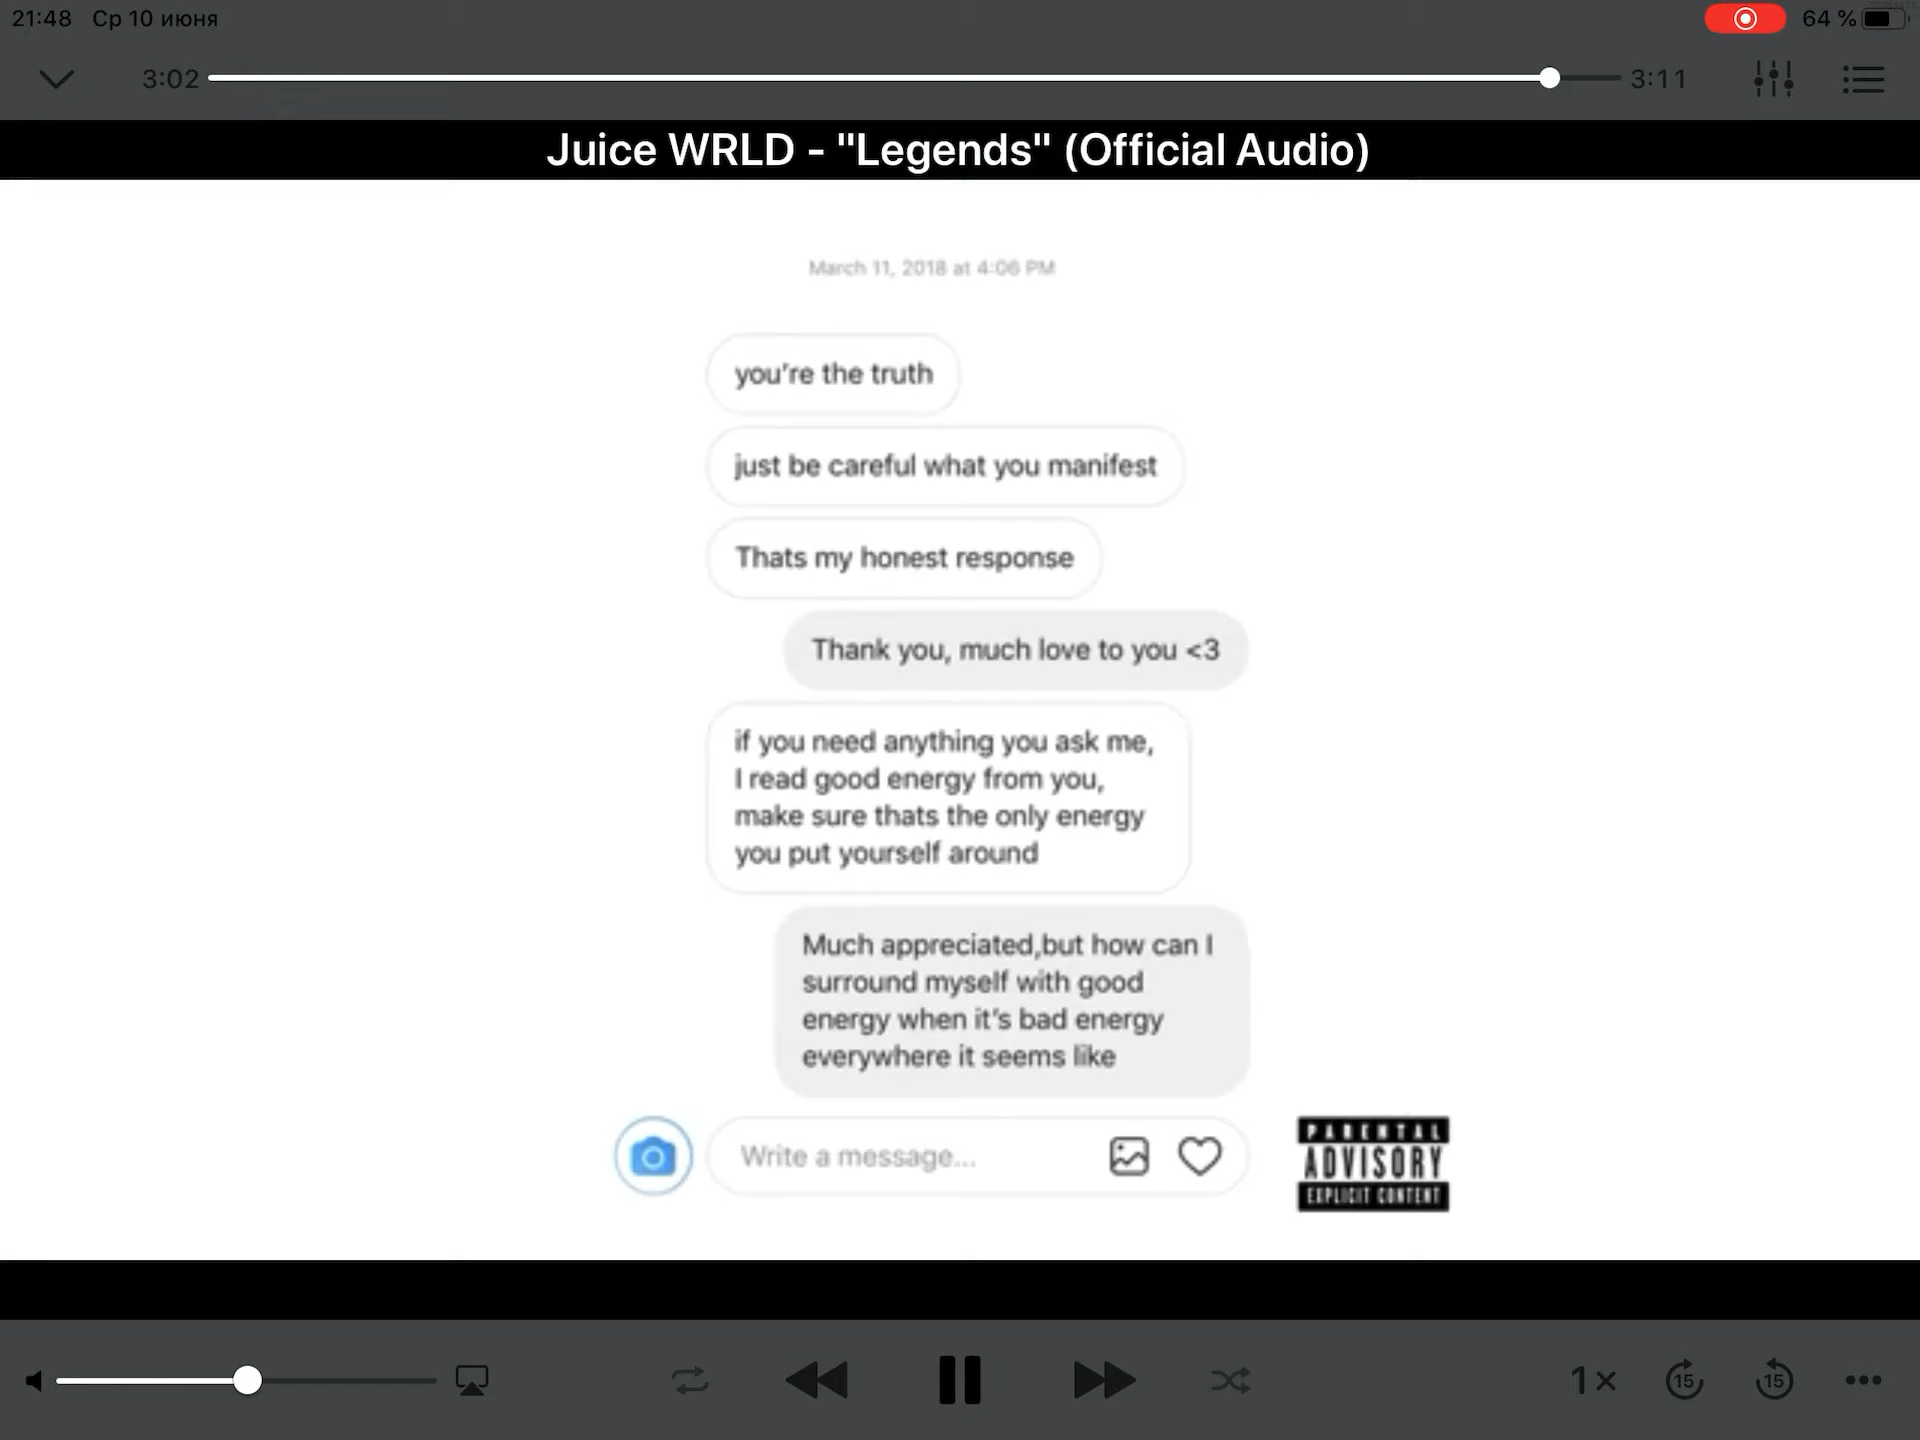 21:48 Ср 10 июня
64 %
3:02
3:11
Juice WRLD - "Legends" (Official Audio)
March 11, 2018 at 4:06 PM
you're the truth
just be careful what you manifest
Thats my honest response
Thank you, much love to you <3
if you need anything you ask me,
I read good energy from you,
make sure thats the only energy
you put yourself around
Much appreciated,but how can I
surround myself with good
energy when it's bad energy
everywhere it seems like
Write a message...
PARENTAL
ADVISORY
EXPLICIT CONTENT
1×
15
15